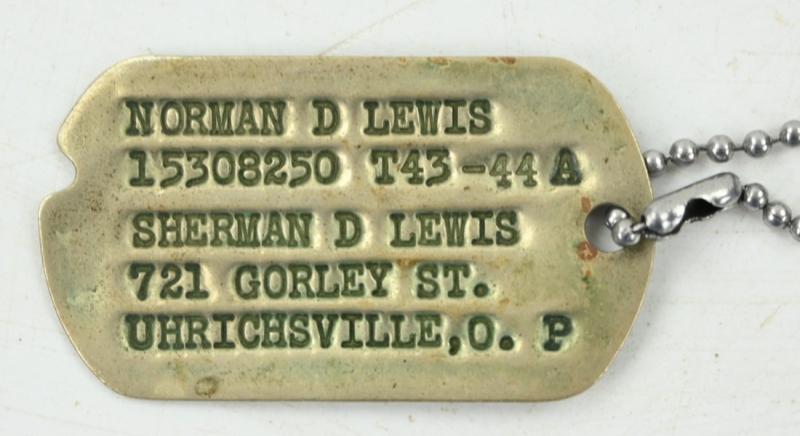 NORMAN D LEWIS
15308250 T43-44 A
SHERMAN D LEWIS
721 GORLEY ST.
UHRICHSVILLE,O. P